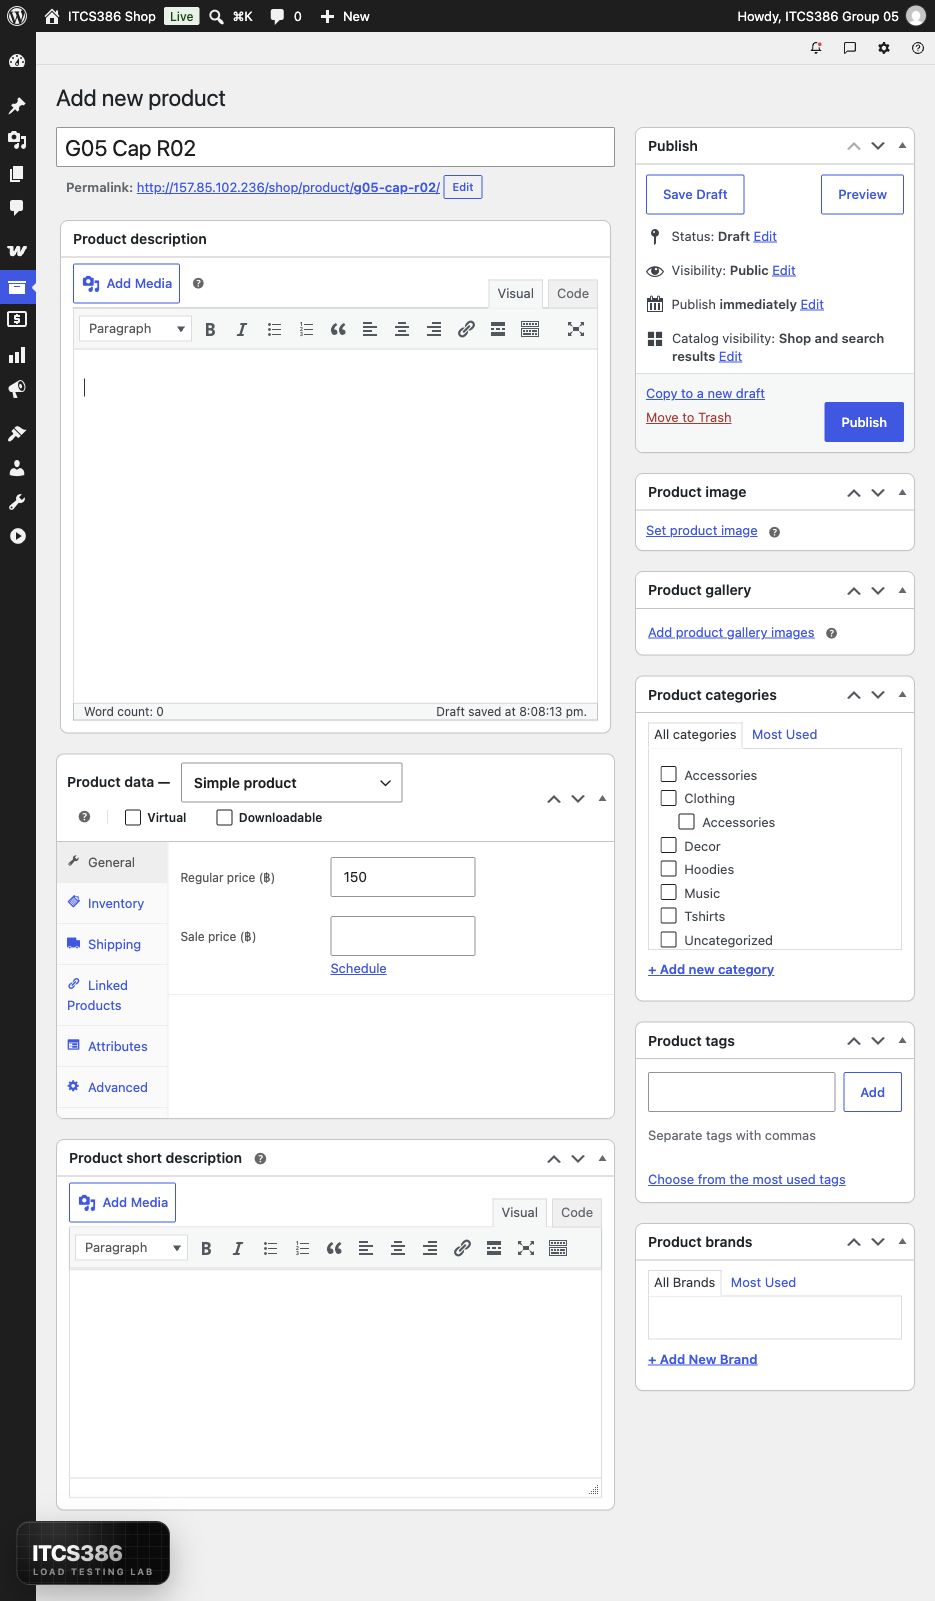 ITCS386 Shop Live ⌘K 0 New Howdy, ITCS386 Group 05
Add new product
G05 Cap R02
Permalink: http://157.85.102.236/shop/product/g05-cap-r02/ Edit
Product description
Add Media
Visual Code
Paragraph
Word count: 0 Draft saved at 8:08:13 pm.
Product data — Simple product
Virtual Downloadable
General
Inventory
Shipping
Linked
Products
Attributes
Advanced
Regular price (฿) 150
Sale price (฿)
Schedule
Product short description
Add Media
Visual Code
Paragraph
Publish
Save Draft Preview
Status: Draft Edit
Visibility: Public Edit
Publish immediately Edit
Catalog visibility: Shop and search
results Edit
Copy to a new draft
Move to Trash
Publish
Product image
Set product image
Product gallery
Add product gallery images
Product categories
All categories Most Used
Accessories
Clothing
Accessories
Decor
Hoodies
Music
Tshirts
Uncategorized
+ Add new category
Product tags
Add
Separate tags with commas
Choose from the most used tags
Product brands
All Brands Most Used
+ Add New Brand
ITCS386
LOAD TESTING LAB